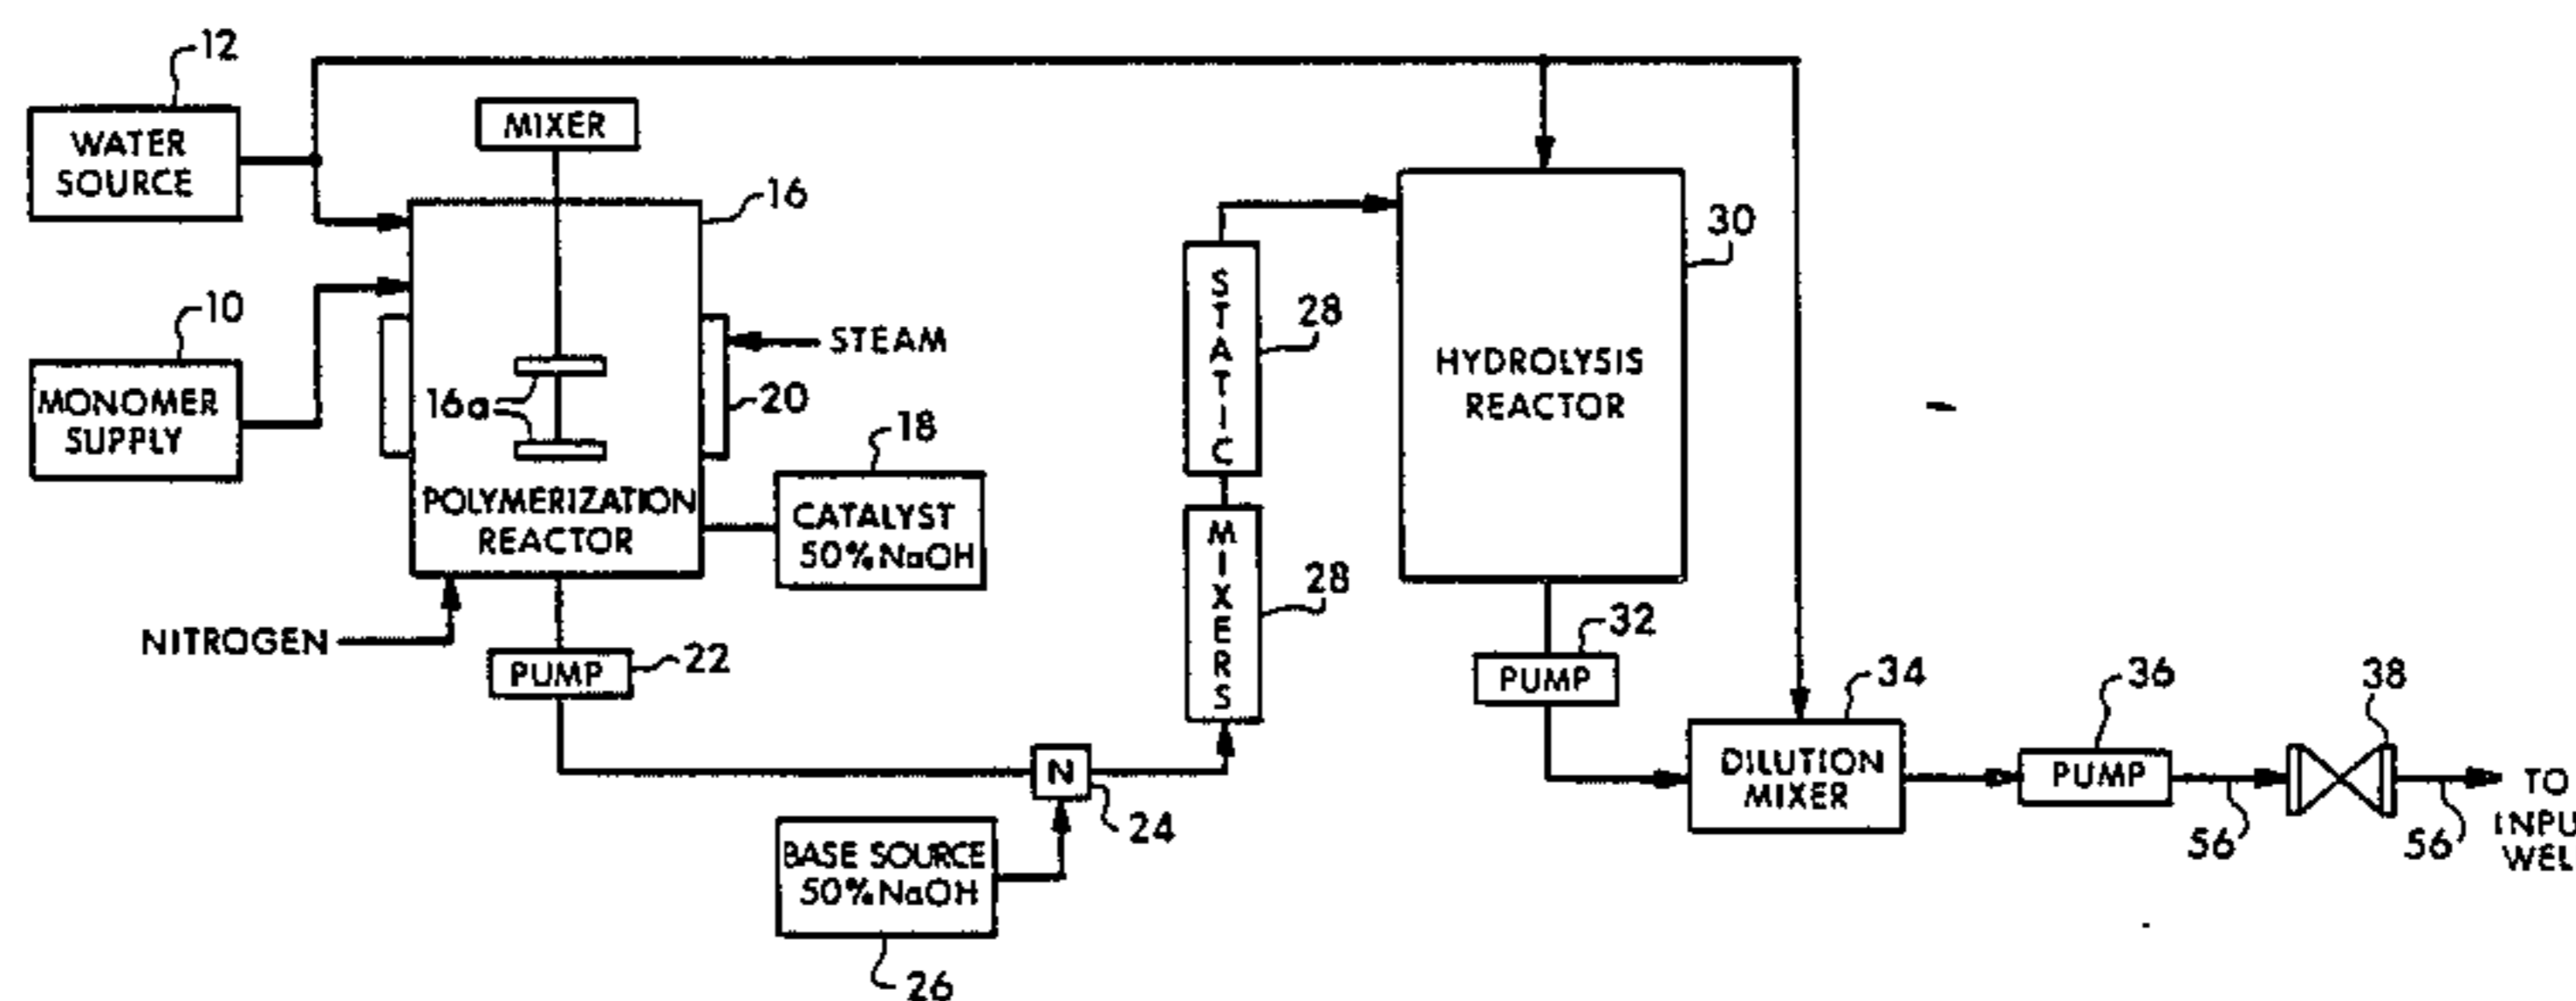 12
WATER
SOURCE
MIXER
16
10
MONOMER
SUPPLY
16a
STEAM
20
18
POLYMERIZATION
REACTOR
CATALYST
50% NaOH
NITROGEN
PUMP
22
N
24
BASE SOURCE
50% NaOH
26
STATIC
28
MIXERS
28
30
HYDROLYSIS
REACTOR
32
PUMP
34
DILUTION
MIXER
36
PUMP
38
56
56
TO
INPU
WEL